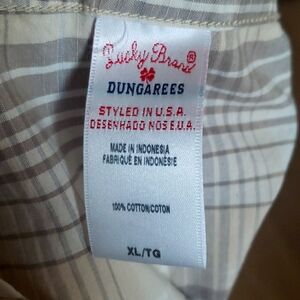 Lucky Brand®
DUNGAREES
STYLED IN U.S.A.
DESENHADO NOS E.U.A.
MADE IN INDONESIA
FABRIQUÉ EN INDONÉSIE
100% COTTON/COTON
XL/TG